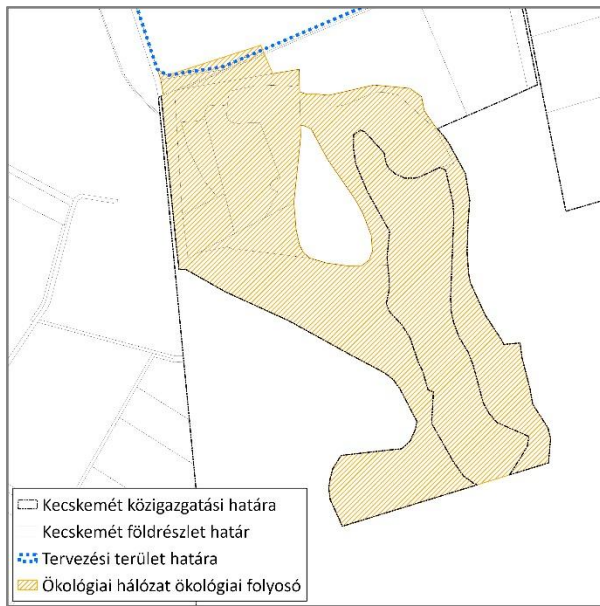 Kecskemét közigazgatási határa
Kecskemét földrészlet határ
Tervezési terület határa
Ökológiai hálózat ökológiai folyosó